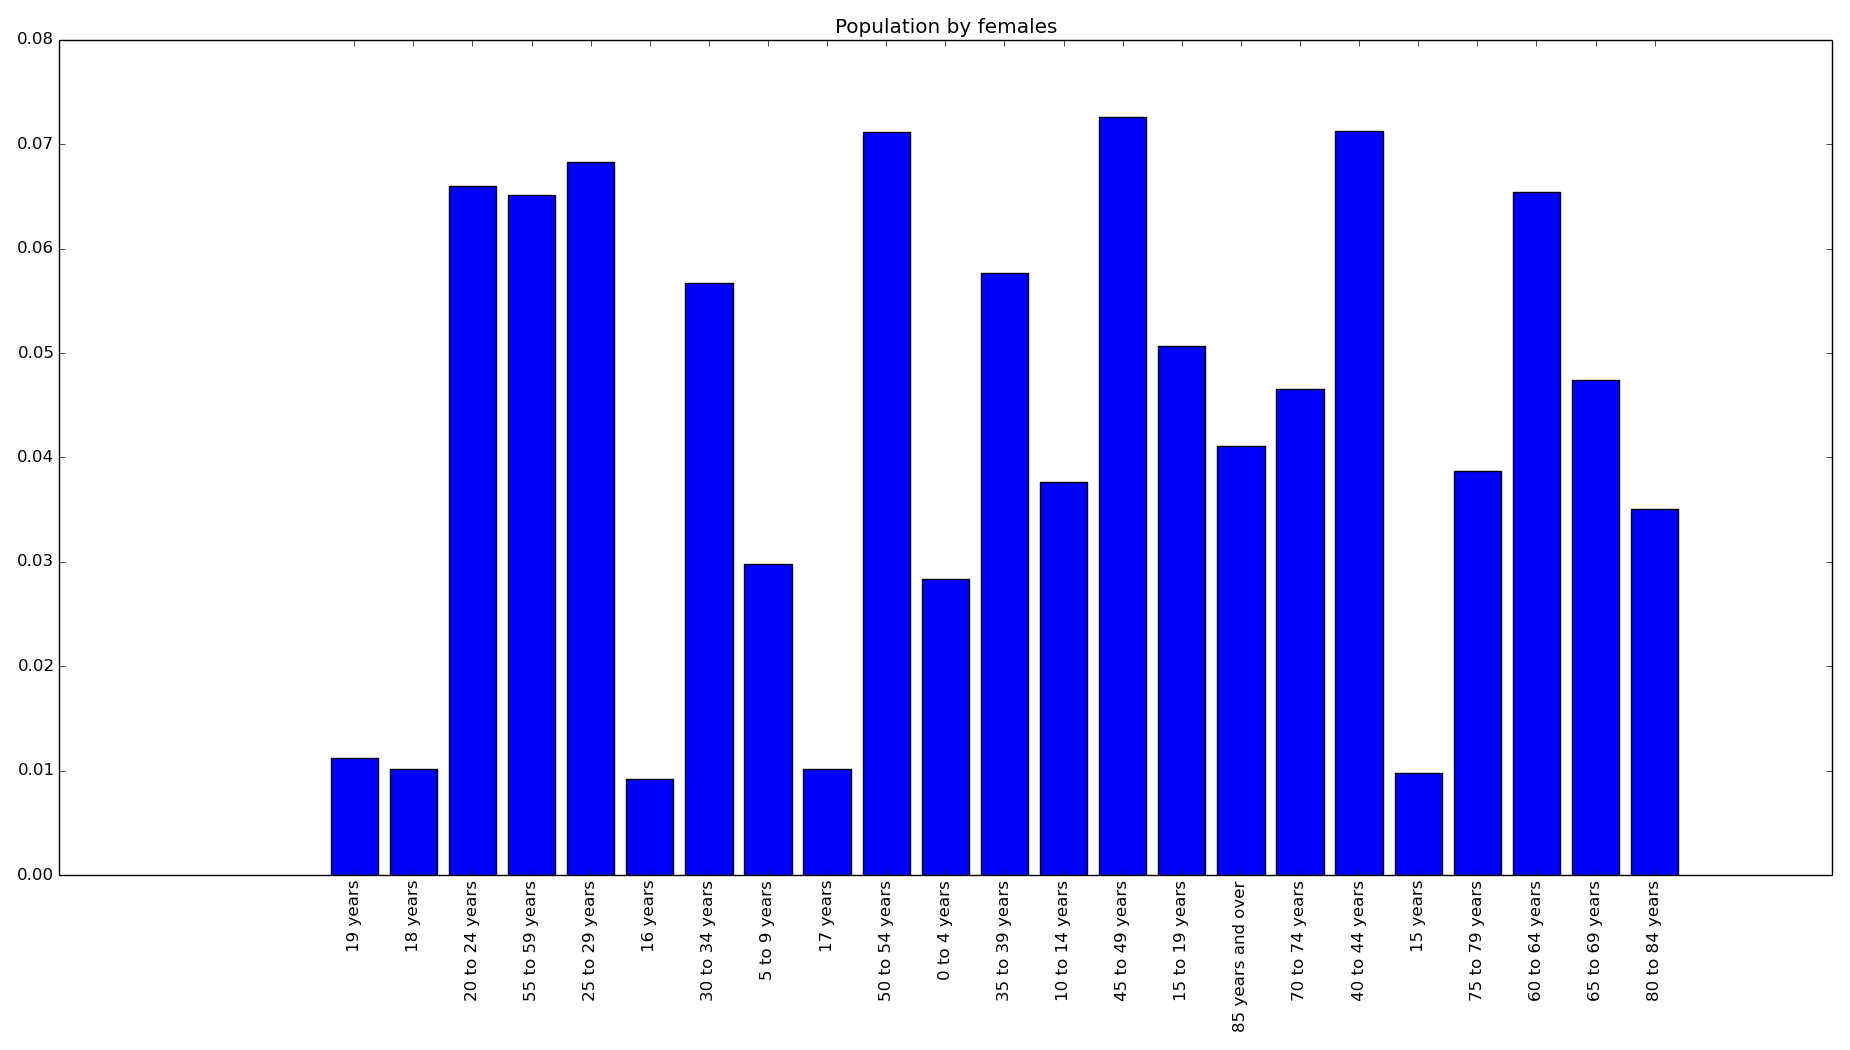 Population by females
0.08
0.07
0.06
0.05
0.04
0.03
0.02
0.01
0.00
19 years
18 years
20 to 24 years
55 to 59 years
25 to 29 years
16 years
30 to 34 years
5 to 9 years
17 years
50 to 54 years
0 to 4 years
35 to 39 years
10 to 14 years
45 to 49 years
15 to 19 years
85 years and over
70 to 74 years
40 to 44 years
15 years
75 to 79 years
60 to 64 years
65 to 69 years
80 to 84 years